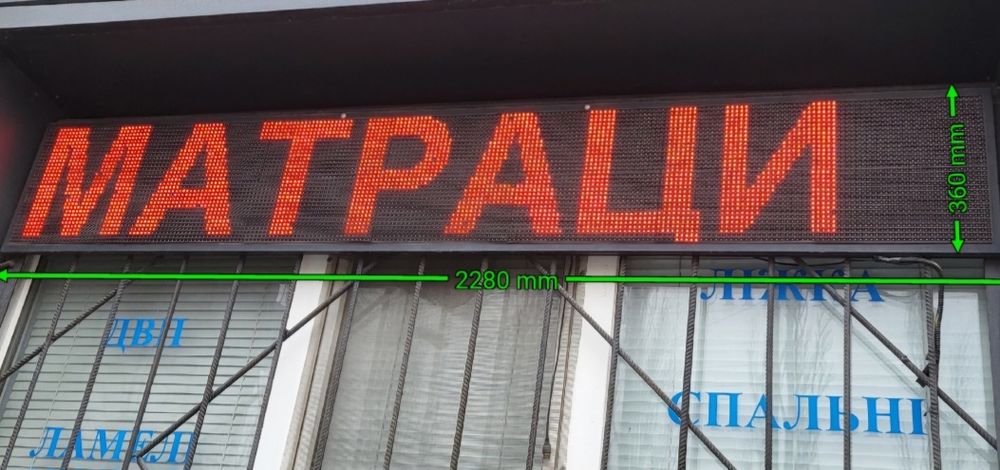 МАТРАЦИ
360 mm
2280 mm
ЛІЖКА
ДВП
СПАЛЬНІ
ЛАМЕЛІ